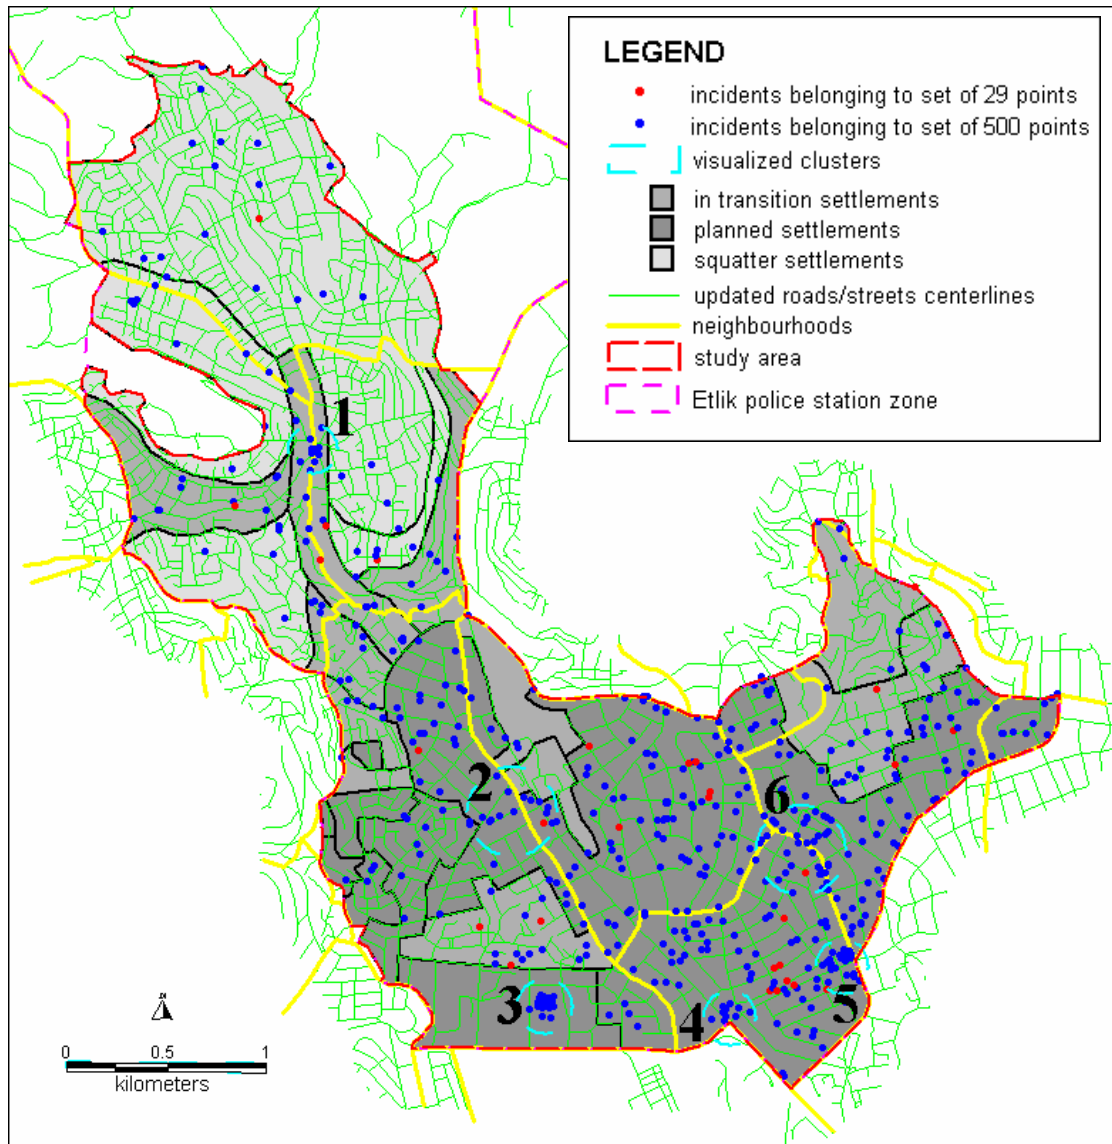 LEGEND
incidents belonging to set of 29 points
incidents belonging to set of 500 points
visualized clusters
in transition settlements
planned settlements
squatter settlements
updated roads/streets centerlines
neighbourhoods
study area
Etlik police station zone
1
2
6
3
4
5
0 0.5 1
kilometers